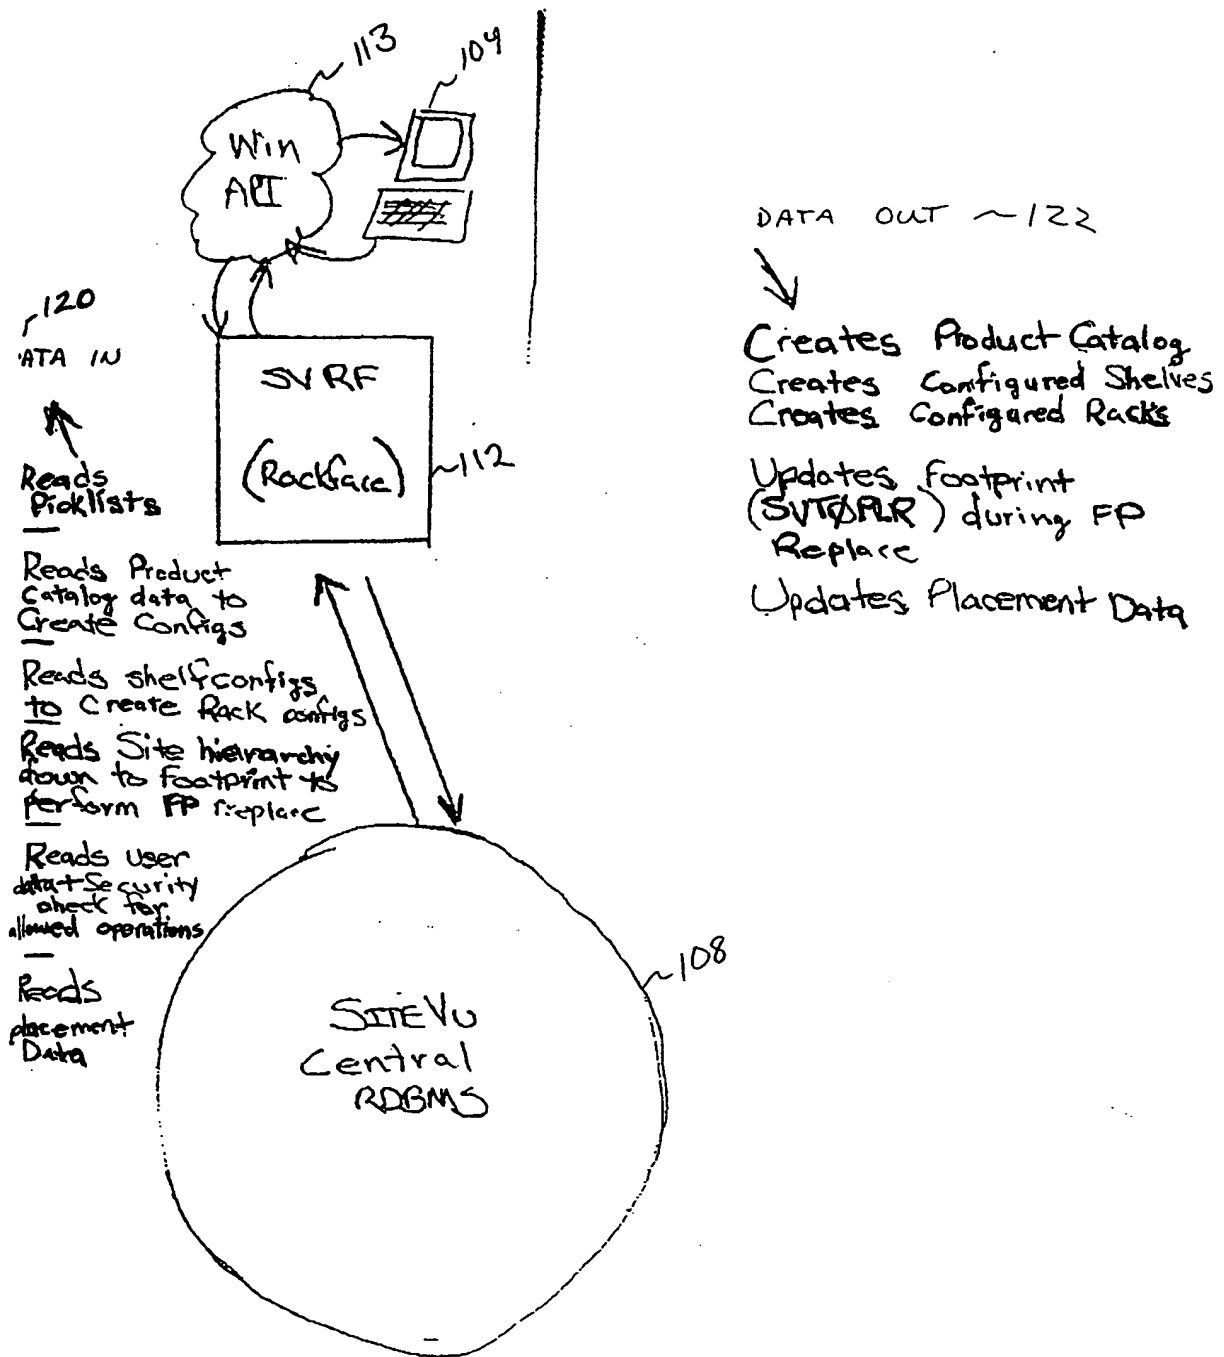 113
104
Win
API
120
ATA IN
SVRF
(Rackface)
112
Reads
Picklists
Reads Product
Catalog data to
Create Configs
Reads shelfconfigs
to Create Rack configs
Reads Site hierarchy
down to Footprint to
perform FP replace
Reads user
data+Security
check for
allowed operations
Reads
placement
Data
108
SITEVU
Central
RDBMS
DATA OUT ~122
Creates Product Catalog
Creates Configured Shelves
Creates Configured Racks
Updates Footprint
(SVTØPLR) during FP
Replace
Updates Placement Data